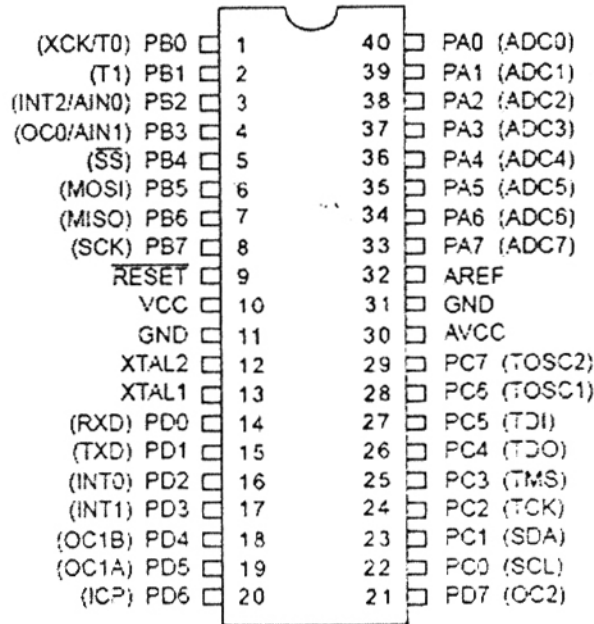 (XCK/T0) PB0 1 40 PA0 (ADC0)
(T1) PB1 2 39 PA1 (ADC1)
(INT2/AIN0) PB2 3 38 PA2 (ADC2)
(OC0/AIN1) PB3 4 37 PA3 (ADC3)
(SS) PB4 5 36 PA4 (ADC4)
(MOSI) PB5 6 35 PA5 (ADC5)
(MISO) PB6 7 34 PA6 (ADC6)
(SCK) PB7 8 33 PA7 (ADC7)
RESET 9 32 AREF
VCC 10 31 GND
GND 11 30 AVCC
XTAL2 12 29 PC7 (TOSC2)
XTAL1 13 28 PC6 (TOSC1)
(RXD) PD0 14 27 PC5 (TDI)
(TXD) PD1 15 26 PC4 (TDO)
(INT0) PD2 16 25 PC3 (TMS)
(INT1) PD3 17 24 PC2 (TCK)
(OC1B) PD4 18 23 PC1 (SDA)
(OC1A) PD5 19 22 PC0 (SCL)
(ICP) PD6 20 21 PD7 (OC2)